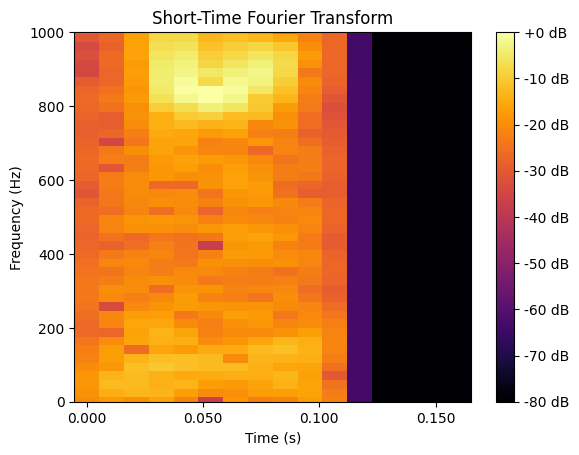 Short-Time Fourier Transform
1000
800
600
400
200
0
Frequency (Hz)
0.000
0.050
0.100
0.150
Time (s)
+0 dB
-10 dB
-20 dB
-30 dB
-40 dB
-50 dB
-60 dB
-70 dB
-80 dB